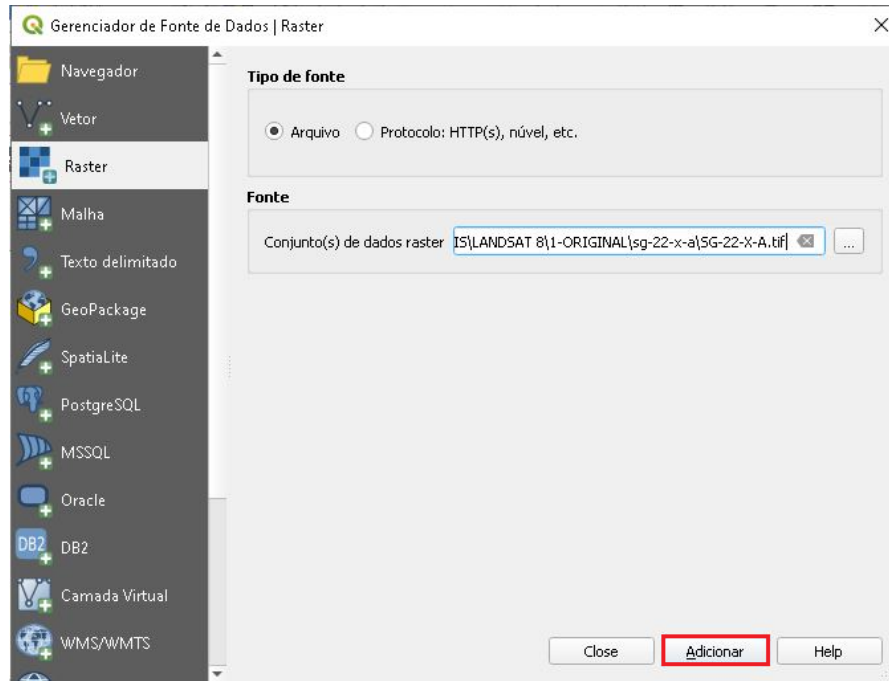 Gerenciador de Fonte de Dados | Raster
Navegador
Vetor
Raster
Malha
Texto delimitado
GeoPackage
SpatiaLite
PostgreSQL
MSSQL
Oracle
DB2
DB2
Camada Virtual
WMS/WMTS
Tipo de fonte
Arquivo
Protocolo: HTTP(s), núvel, etc.
Fonte
Conjunto(s) de dados raster IS\LANDSAT 8\1-ORIGINAL\sg-22-x-a\SG-22-X-A.tif ...
Close Adicionar Help